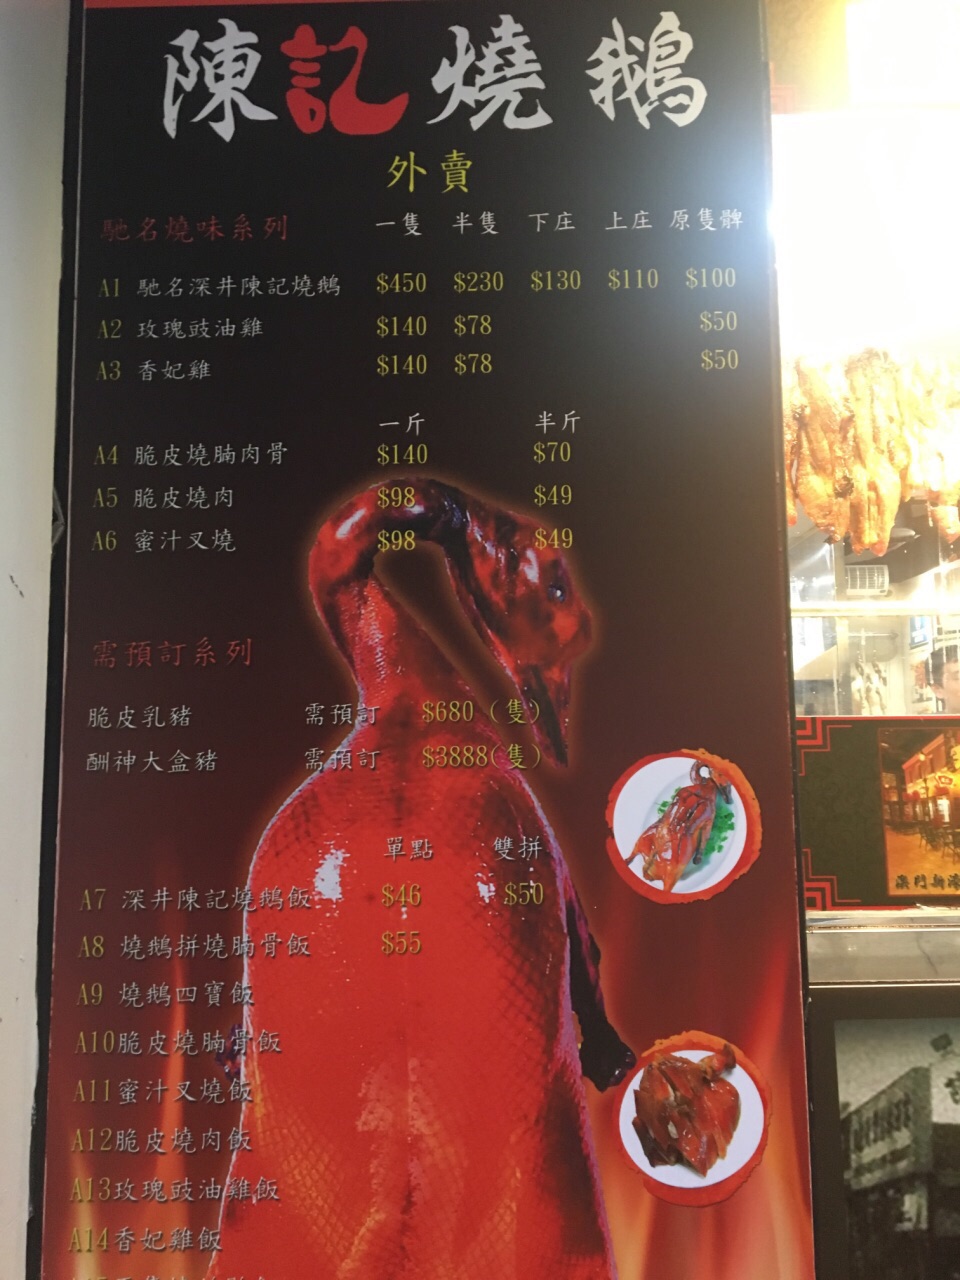 陳記燒鵝
外賣
馳名燒味系列 一隻 半隻 下庄 上庄 原隻髀
A1 馳名深井陳記燒鵝 $450 $230 $130 $110 $100
A2 玫瑰豉油雞 $140 $78 $50
A3 香妃雞 $140 $78 $50
一斤 半斤
A4 脆皮燒腩肉骨 $140 $70
A5 脆皮燒肉 $98 $49
A6 蜜汁叉燒 $98 $49
需預訂系列
脆皮乳豬 需預訂 $680（隻）
酬神大盒豬 需預訂 $3888(隻)
單點 雙拼
A7 深井陳記燒鵝飯 $46 $50
A8 燒鵝拼燒腩骨飯 $55
A9 燒鵝四寶飯
A10脆皮燒腩骨飯
A11蜜汁叉燒飯
A12脆皮燒肉飯
A13玫瑰豉油雞飯
A14香妃雞飯
澳門新